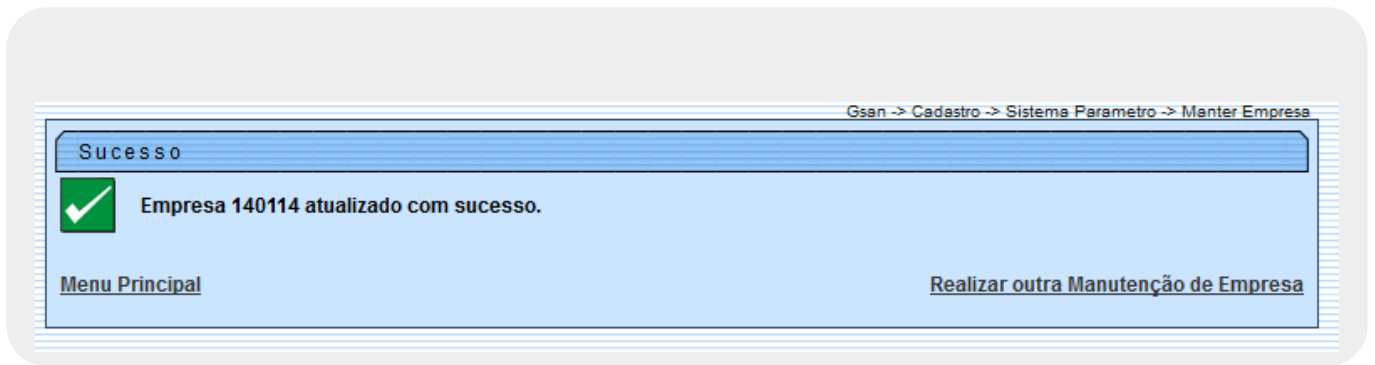 Gsan -> Cadastro -> Sistema Parametro -> Manter Empresa
Sucesso
Empresa 140114 atualizado com sucesso.
Menu Principal
Realizar outra Manutenção de Empresa